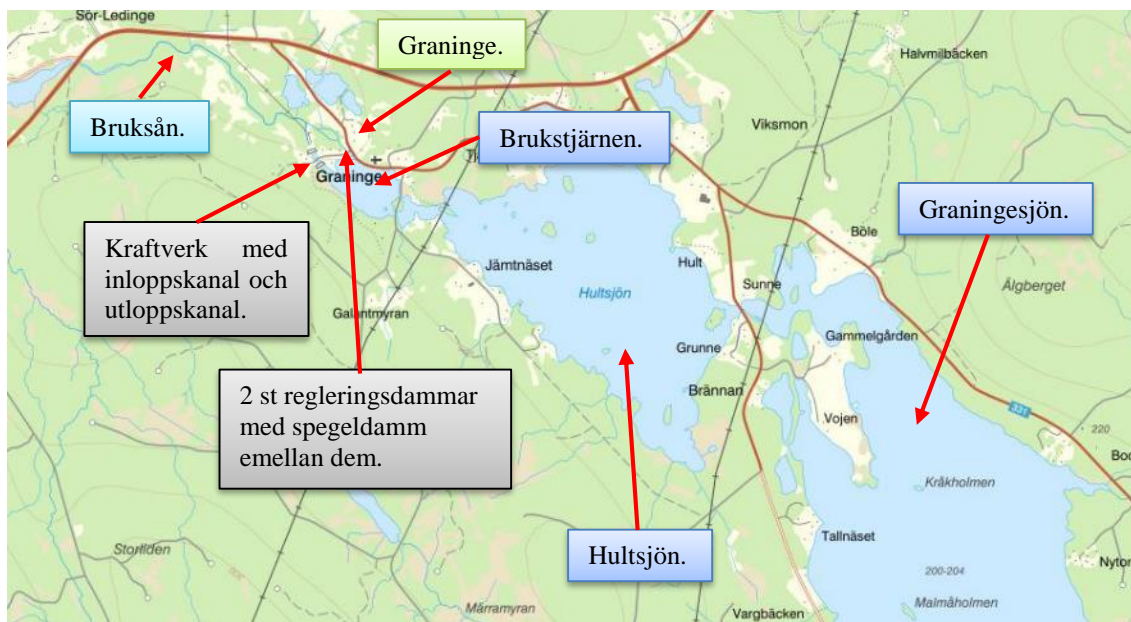 Sör-Ledinge
Graninge.
Halvmilbäcken
Bruksån.
Brukstjärnen.
Viksmon
Graninge
Graningesjön.
Kraftverk med
inloppskanal och
utloppskanal.
Jämtnäset
Hult
Böle
Sunne
Hultsjön
Älgberget
Galantmyran
Gammelgården
Grunne
2 st regleringsdammar
med spegeldamm
emellan dem.
Brännan
Vojen
331
220
Kråkholmen
Hultsjön.
Tallnäset
Storliden
200-204
Mårramyran
Malmåholmen
Vargbäcken